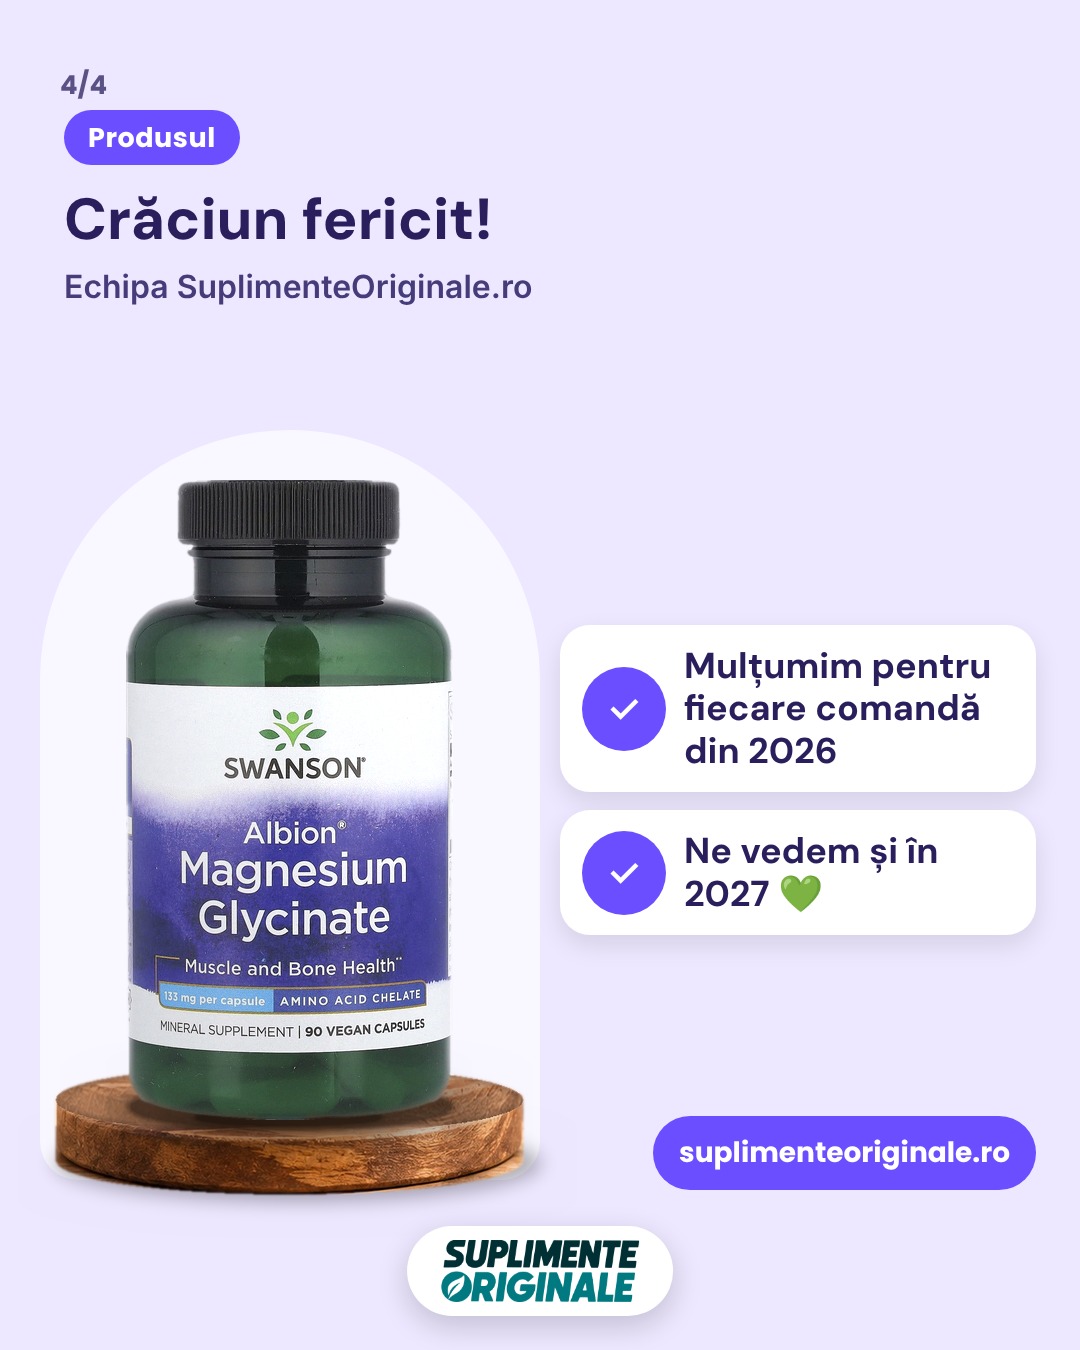 4/4
Produsul
Crăciun fericit!
Echipa SuplimenteOriginale.ro
SWANSON®
Albion®
Magnesium
Glycinate
Muscle and Bone Health
133 mg per capsule AMINO ACID CHELATE
MINERAL SUPPLEMENT | 90 VEGAN CAPSULES
Mulțumim pentru
fiecare comandă
din 2026
Ne vedem și în
2027 💚
suplimenteoriginale.ro
SUPLIMENTE
ORIGINALE